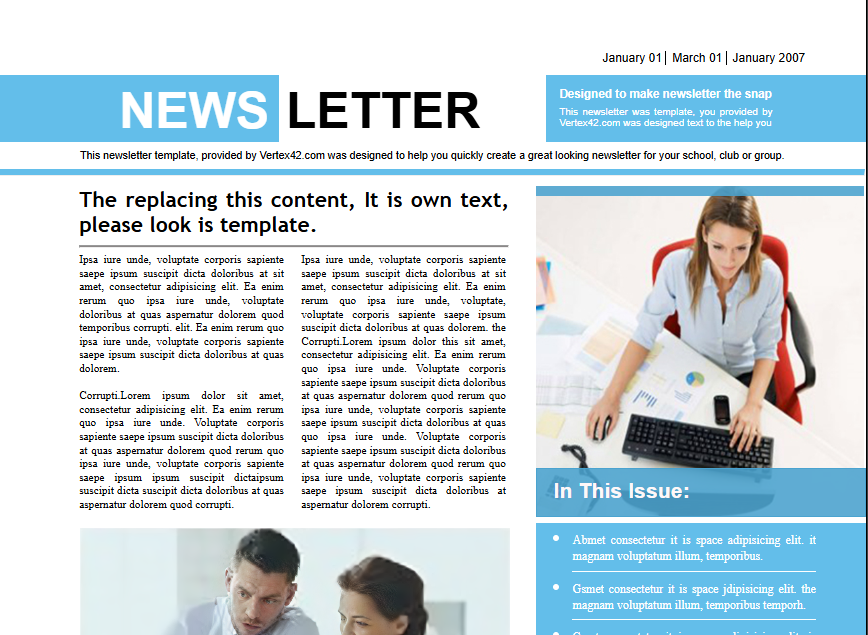 January 01| March 01| January 2007
NEWS LETTER
Designed to make newsletter the snap
This newsletter was template, you provided by
Vertex42.com was designed text to the help you
This newsletter template, provided by Vertex42.com was designed to help you quickly create a great looking newsletter for your school, club or group.
The replacing this content, It is own text,
please look is template.
Ipsa iure unde, voluptate corporis sapiente
saepe ipsum suscipit dicta doloribus at sit
amet, consectetur adipisicing elit. Ea enim
rerum quo ipsa iure unde, voluptate
doloribus at quas aspernatur dolorem quod
temporibus corrupti. elit. Ea enim rerum quo
ipsa iure unde, voluptate corporis sapiente
saepe ipsum suscipit dicta doloribus at quas
dolorem.
Corrupti.Lorem ipsum dolor sit amet,
consectetur adipisicing elit. Ea enim rerum
quo ipsa iure unde. Voluptate corporis
sapiente saepe ipsum suscipit dicta doloribus
at quas aspernatur dolorem quod rerum quo
ipsa iure unde, voluptate corporis sapiente
saepe ipsum ipsum suscipit dictaipsum
suscipit dicta suscipit dicta doloribus at quas
aspernatur dolorem quod corrupti.
Ipsa iure unde, voluptate corporis sapiente
saepe ipsum suscipit dicta doloribus at sit
amet, consectetur adipisicing elit. Ea enim
rerum quo ipsa iure unde, voluptate,
voluptate corporis sapiente saepe ipsum
suscipit dicta doloribus at quas dolorem. the
Corrupti.Lorem ipsum dolor this sit amet,
consectetur adipisicing elit. Ea enim rerum
quo ipsa iure unde. Voluptate corporis
sapiente saepe ipsum suscipit dicta doloribus
at quas aspernatur dolorem quod rerum quo
ipsa iure unde, voluptate corporis sapiente
saepe ipsum suscipit dicta doloribus at quas
quo ipsa iure unde. Voluptate corporis
sapiente saepe ipsum suscipit dicta doloribus
at quas aspernatur dolorem quod rerum quo
ipsa iure unde, voluptate corporis sapiente
saepe ipsum suscipit dicta doloribus at
aspernatur dolorem corrupti.
In This Issue:
Abmet consectetur it is space adipisicing elit. it
magnam voluptatum illum, temporibus.
Gsmet consectetur it is space jdipisicing elit. the
magnam voluptatum illum, temporibus temporh.